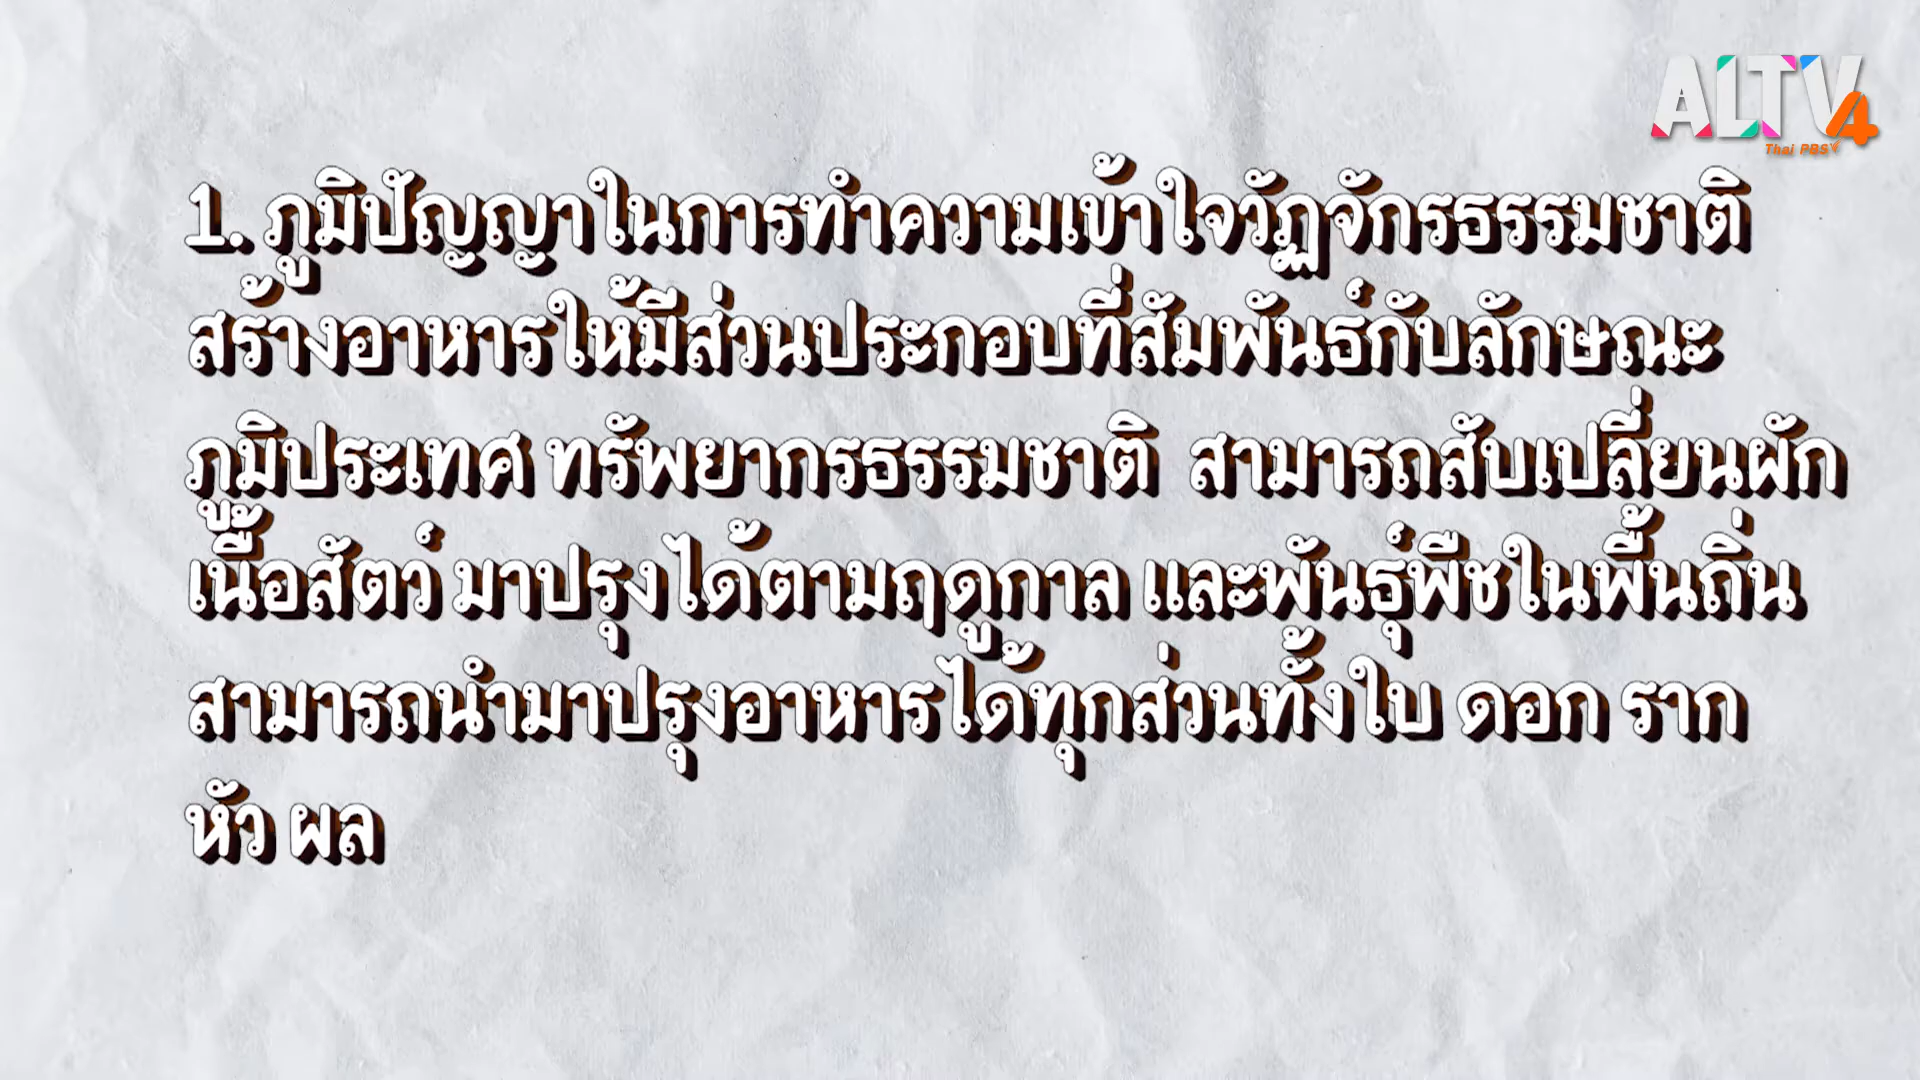 ALTV4
Thai PBS
1. ภูมิปัญญาในการทำความเข้าใจวัฏจักรธรรมชาติ
สร้างอาหารให้มีส่วนประกอบที่สัมพันธ์กับลักษณะ
ภูมิประเทศ ทรัพยากรธรรมชาติ สามารถสับเปลี่ยนผัก
เนื้อสัตว์ มาปรุงได้ตามฤดูกาล และพันธุ์พืชในพื้นถิ่น
สามารถนำมาปรุงอาหารได้ทุกส่วนทั้งใบ ดอก ราก
หัว ผล